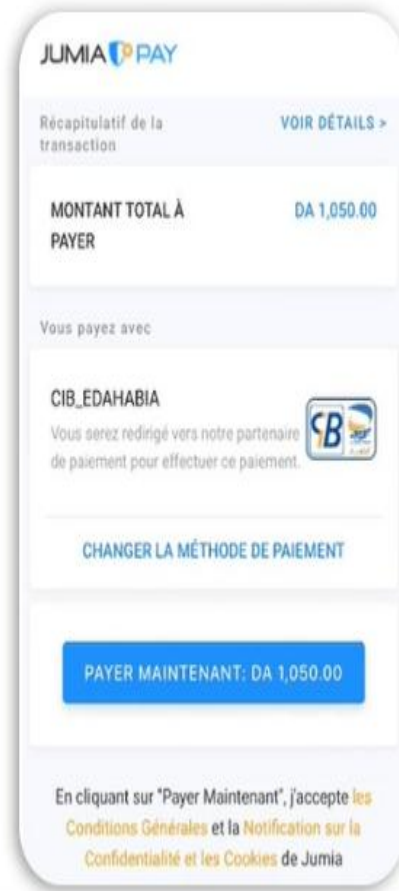 JUMIA PAY
Récapitulatif de la transaction
VOIR DÉTAILS >
MONTANT TOTAL À PAYER
DA 1,050.00
Vous payez avec
CIB_EDAHABIA
Vous serez redirigé vers notre partenaire
de paiement pour effectuer ce paiement.
CB
CHANGER LA MÉTHODE DE PAIEMENT
PAYER MAINTENANT: DA 1,050.00
En cliquant sur "Payer Maintenant", j'accepte les
Conditions Générales et la Notification sur la
Confidentialité et les Cookies de Jumia